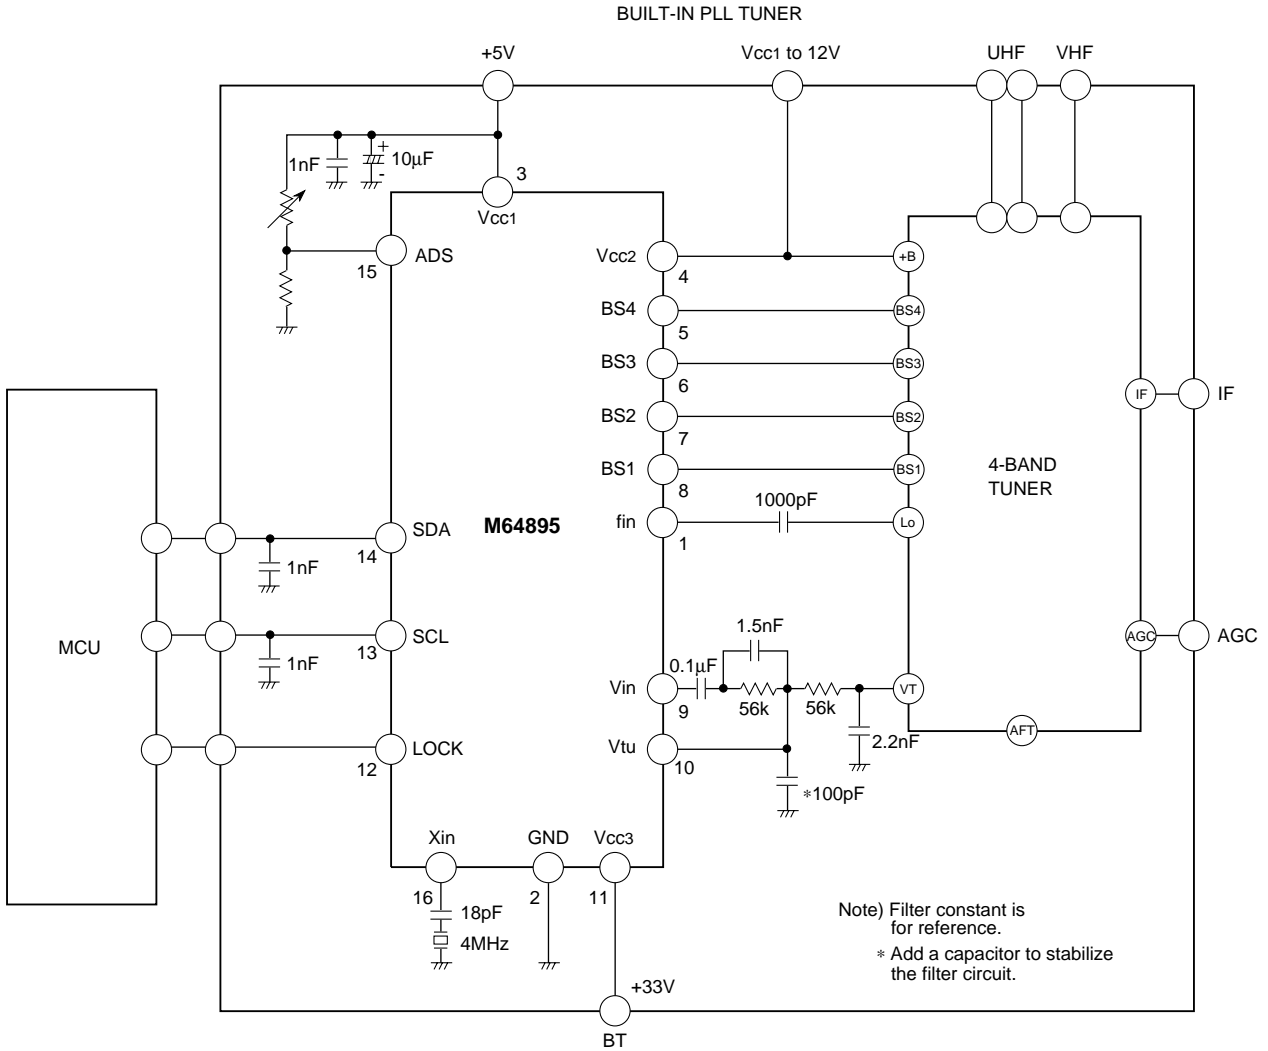 BUILT-IN PLL TUNER
+5V
Vcc1 to 12V
UHF
VHF
1nF
+
-
10µF
3
Vcc1
ADS
15
Vcc2
4
+B
BS4
5
BS4
BS3
6
BS3
BS2
7
BS2
BS1
8
BS1
IF
IF
4-BAND
TUNER
M64895
fin
1
1000pF
Lo
SDA
14
1nF
SCL
13
1nF
MCU
LOCK
12
AGC
AGC
Vin
9
0.1µF
1.5nF
56k
56k
VT
2.2nF
AFT
Vtu
10
*100pF
Xin
16
18pF
4MHz
GND
2
Vcc3
11
+33V
BT
Note) Filter constant is
for reference.
* Add a capacitor to stabilize
the filter circuit.